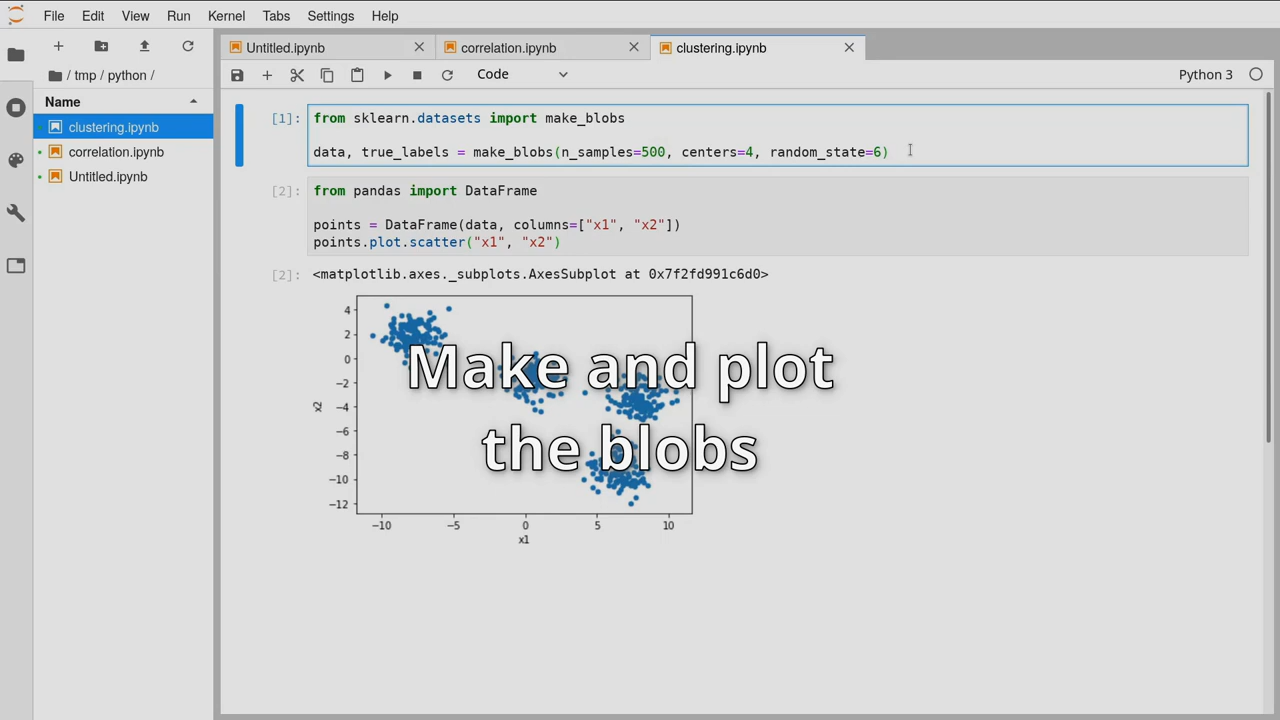 File Edit View Run Kernel Tabs Settings Help
/ tmp / python /
Name
clustering.ipynb
correlation.ipynb
Untitled.ipynb
Untitled.ipynb correlation.ipynb clustering.ipynb
Code Python 3
[1]: from sklearn.datasets import make_blobs
data, true_labels = make_blobs(n_samples=500, centers=4, random_state=6)
[2]: from pandas import DataFrame
points = DataFrame(data, columns=["x1", "x2"])
points.plot.scatter("x1", "x2")
[2]: <matplotlib.axes._subplots.AxesSubplot at 0x7f2fd991c6d0>
4
2
0
−2
−4
−6
−8
−10
−12
x2
−10 −5 0 5 10
x1
Make and plot
the blobs